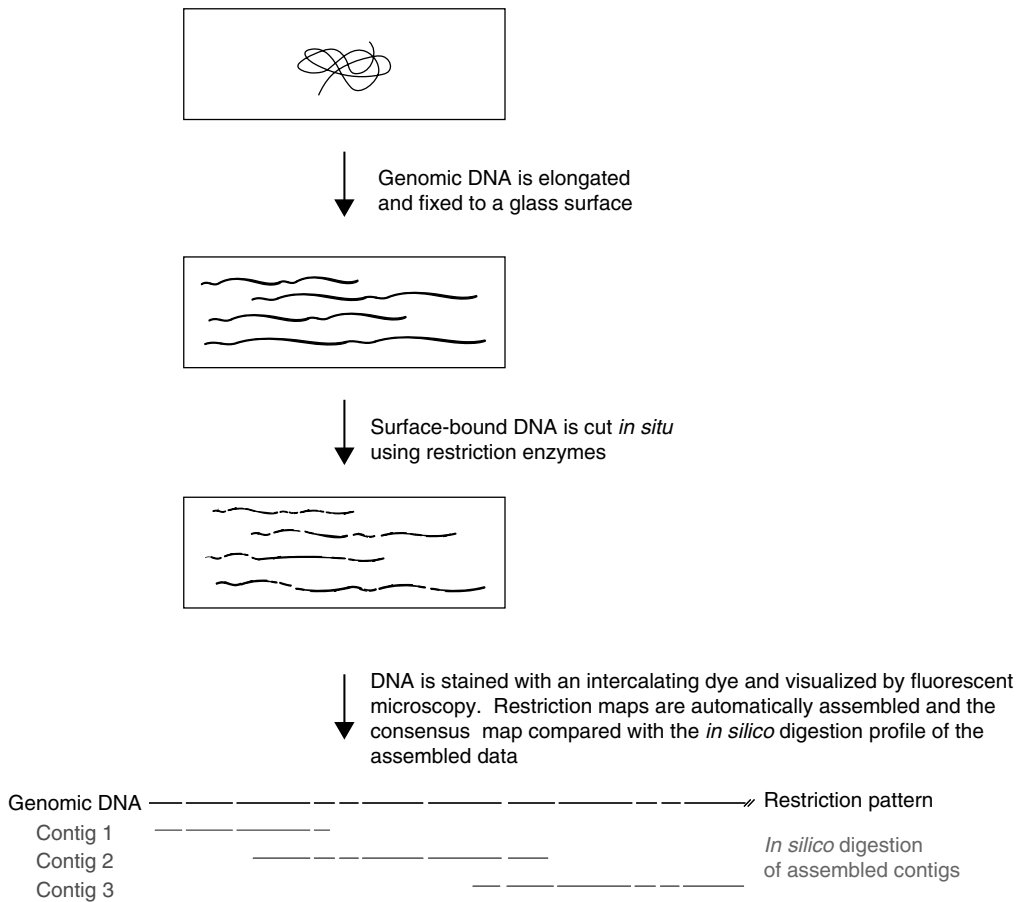 Genomic DNA is elongated
and fixed to a glass surface
Surface-bound DNA is cut in situ
using restriction enzymes
DNA is stained with an intercalating dye and visualized by fluorescent
microscopy. Restriction maps are automatically assembled and the
consensus map compared with the in silico digestion profile of the
assembled data
Genomic DNA
Restriction pattern
Contig 1
Contig 2
Contig 3
In silico digestion
of assembled contigs